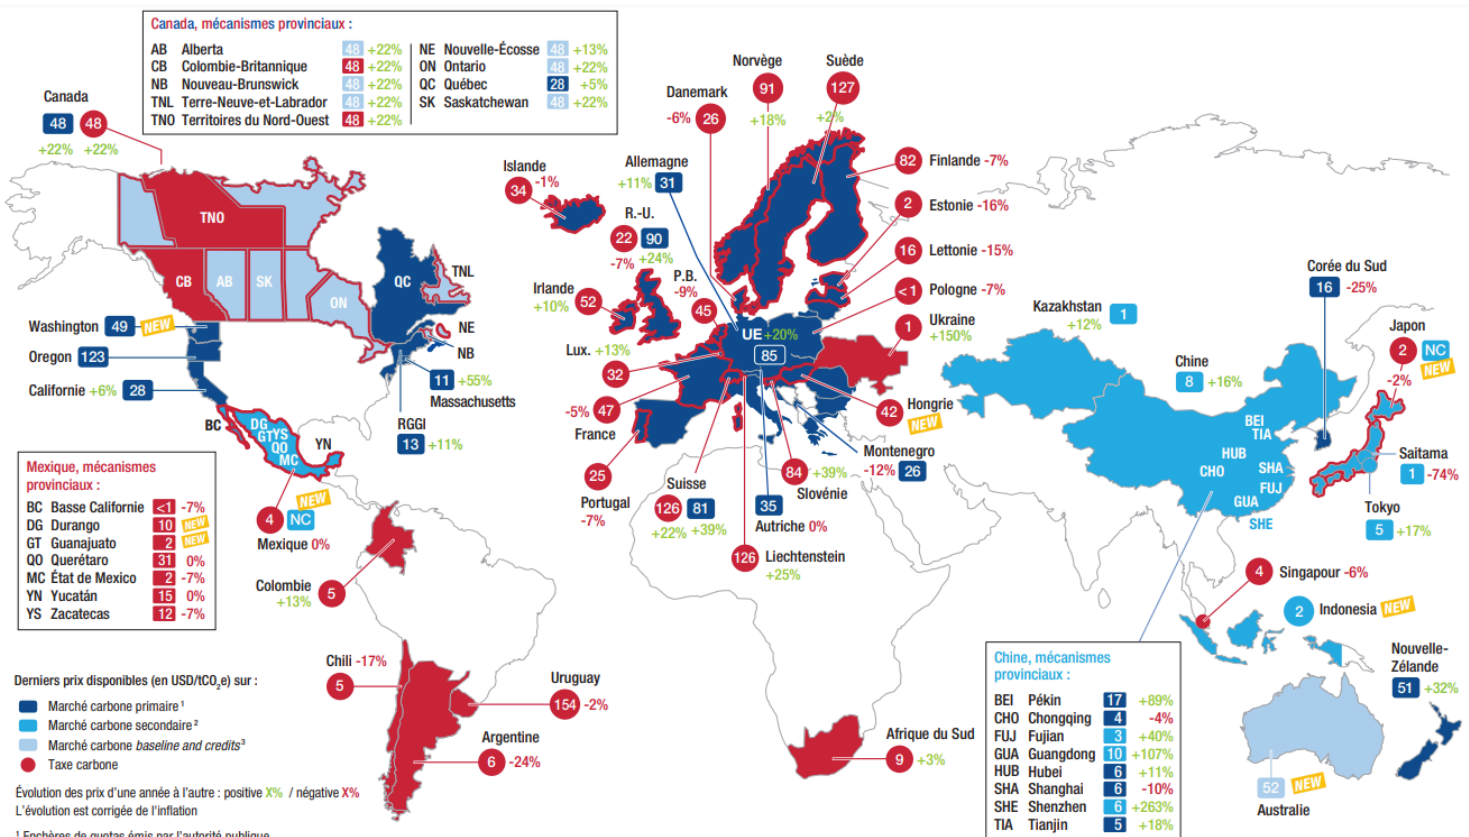 Canada, mécanismes provinciaux :
AB Alberta 48 +22%
CB Colombie-Britannique 48 +22%
NB Nouveau-Brunswick 48 +22%
TNL Terre-Neuve-et-Labrador 48 +22%
TNO Territoires du Nord-Ouest 48 +22%
NE Nouvelle-Écosse 48 +13%
ON Ontario 48 +22%
QC Québec 28 +5%
SK Saskatchewan 48 +22%
Canada
48 48
+22% +22%
TNO
CB
AB
SK
ON
QC
TNL
NE
NB
Washington 49 NEW
Oregon 123
Californie +6% 28
11 +55%
Massachusetts
RGGI
13 +11%
BC
DG
GT
YS
QO
MC
YN
NEW
4 NC
Mexique 0%
Mexique, mécanismes
provinciaux :
BC Basse Californie <1 -7%
DG Durango 10 NEW
GT Guanajuato 2 NEW
QO Querétaro 31 0%
MC État de Mexico 2 -7%
YN Yucatán 15 0%
YS Zacatecas 12 -7%
Colombie
+13% 5
Chili -17%
5
Uruguay
154 -2%
Argentine
6 -24%
Islande
34 -1%
Norvège
91
+18%
Suède
127
+2%
Danemark
-6% 26
Allemagne
+11% 31
R.-U.
22 90
-7% +24%
P.B.
-9%
45
Irlande
+10% 52
Lux. +13%
32
-5% 47
France
25
Portugal
-7%
Suisse
126 81
+22% +39%
UE +20%
85
82 Finlande -7%
2 Estonie -16%
16 Lettonie -15%
<1 Pologne -7%
1 Ukraine
+150%
42 Hongrie
NEW
Montenegro
-12% 26
84 +39%
Slovénie
35
Autriche 0%
126 Liechtenstein
+25%
Afrique du Sud
9 +3%
Kazakhstan
+12% 1
Chine
8 +16%
Corée du Sud
16 -25%
Japon
2 NC
-2% NEW
Saitama
1 -74%
Tokyo
5 +17%
BEI
TIA
HUB
CHO
SHA
FUJ
GUA
SHE
4 Singapour -6%
2 Indonesia NEW
Nouvelle-
Zélande
51 +32%
52 NEW
Australie
Chine, mécanismes
provinciaux :
BEI Pékin 17 +89%
CHO Chongqing 4 -4%
FUJ Fujian 3 +40%
GUA Guangdong 10 +107%
HUB Hubei 6 +11%
SHA Shanghai 6 -10%
SHE Shenzhen 6 +263%
TIA Tianjin 5 +18%
Derniers prix disponibles (en USD/tCO₂e) sur :
Marché carbone primaire¹
Marché carbone secondaire²
Marché carbone baseline and credits³
Taxe carbone
Évolution des prix d'une année à l'autre : positive X% / négative X%
L'évolution est corrigée de l'inflation
¹ Enchères de quotas émis par l'autorité publique